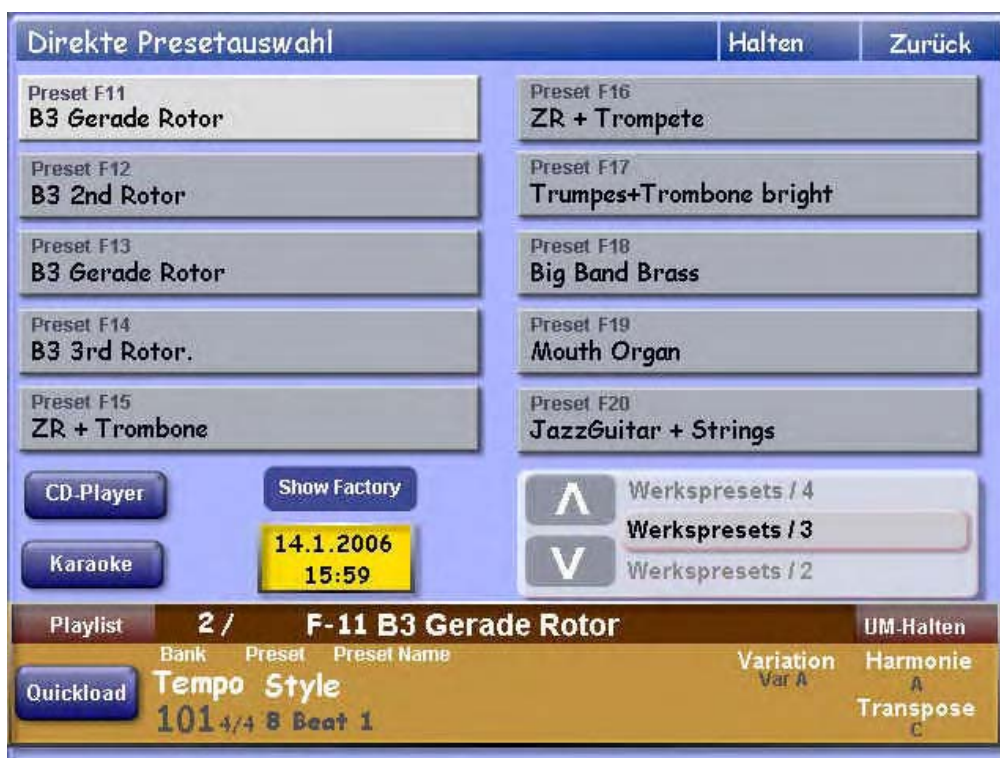 Direkte Presetauswahl
Halten
Zurück
Preset F11
B3 Gerade Rotor
Preset F12
B3 2nd Rotor
Preset F13
B3 Gerade Rotor
Preset F14
B3 3rd Rotor.
Preset F15
ZR + Trombone
Preset F16
ZR + Trompete
Preset F17
Trumpes+Trombone bright
Preset F18
Big Band Brass
Preset F19
Mouth Organ
Preset F20
JazzGuitar + Strings
CD-Player
Show Factory
Karaoke
14.1.2006
15:59
Λ
V
Werkspresets / 4
Werkspresets / 3
Werkspresets / 2
Playlist
2 / F-11 B3 Gerade Rotor
UM-Halten
Bank Preset Preset Name
Quickload
Tempo Style
101 4/4 8 Beat 1
Variation
Var A
Harmonie
A
Transpose
C